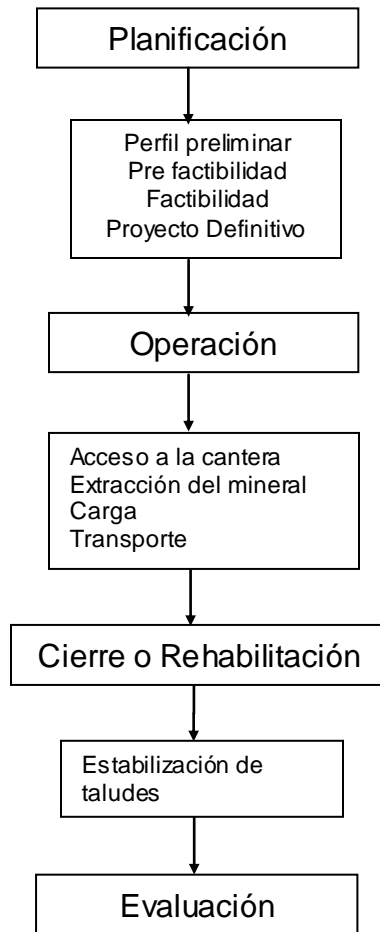 Planificación
Perfil preliminar
Pre factibilidad
Factibilidad
Proyecto Definitivo
Operación
Acceso a la cantera
Extracción del mineral
Carga
Transporte
Cierre o Rehabilitación
Estabilización de
taludes
Evaluación